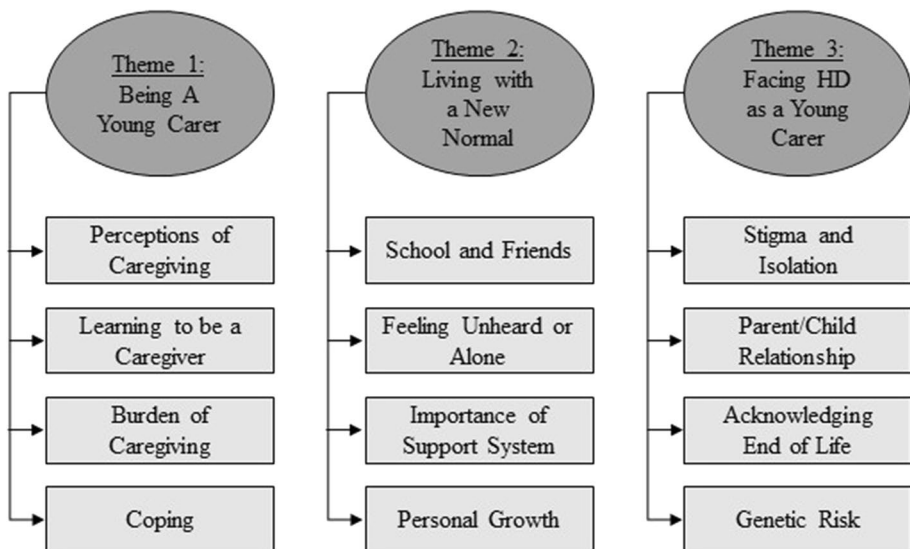 Theme 1:
Being A
Young Carer
Perceptions of
Caregiving
Learning to be a
Caregiver
Burden of
Caregiving
Coping
Theme 2:
Living with
a New
Normal
School and Friends
Feeling Unheard or
Alone
Importance of
Support System
Personal Growth
Theme 3:
Facing HD
as a Young
Carer
Stigma and
Isolation
Parent/Child
Relationship
Acknowledging
End of Life
Genetic Risk